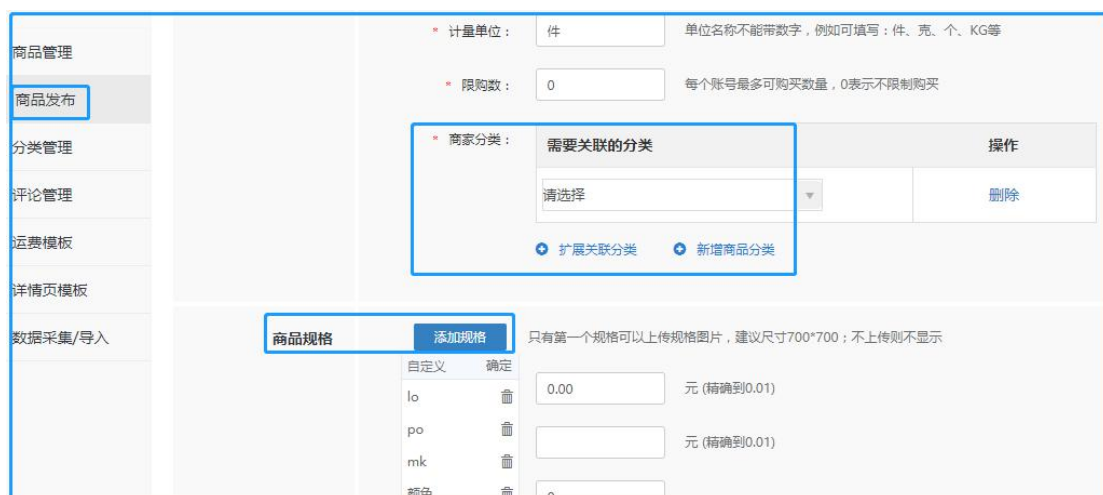 * 计量单位： 件 单位名称不能带数字，例如可填写：件、克、个、KG等
商品管理
* 限购数： 0 每个账号最多可购买数量，0表示不限制购买
商品发布
* 商家分类： 需要关联的分类 操作
分类管理
请选择 删除
评论管理
运费模板
扩展关联分类 新增商品分类
详情页模板
数据采集/导入
商品规格 添加规格 只有第一个规格可以上传规格图片，建议尺寸700*700；不上传则不显示
自定义 确定
lo 0.00 元 (精确到0.01)
po 元 (精确到0.01)
mk
颜色 0